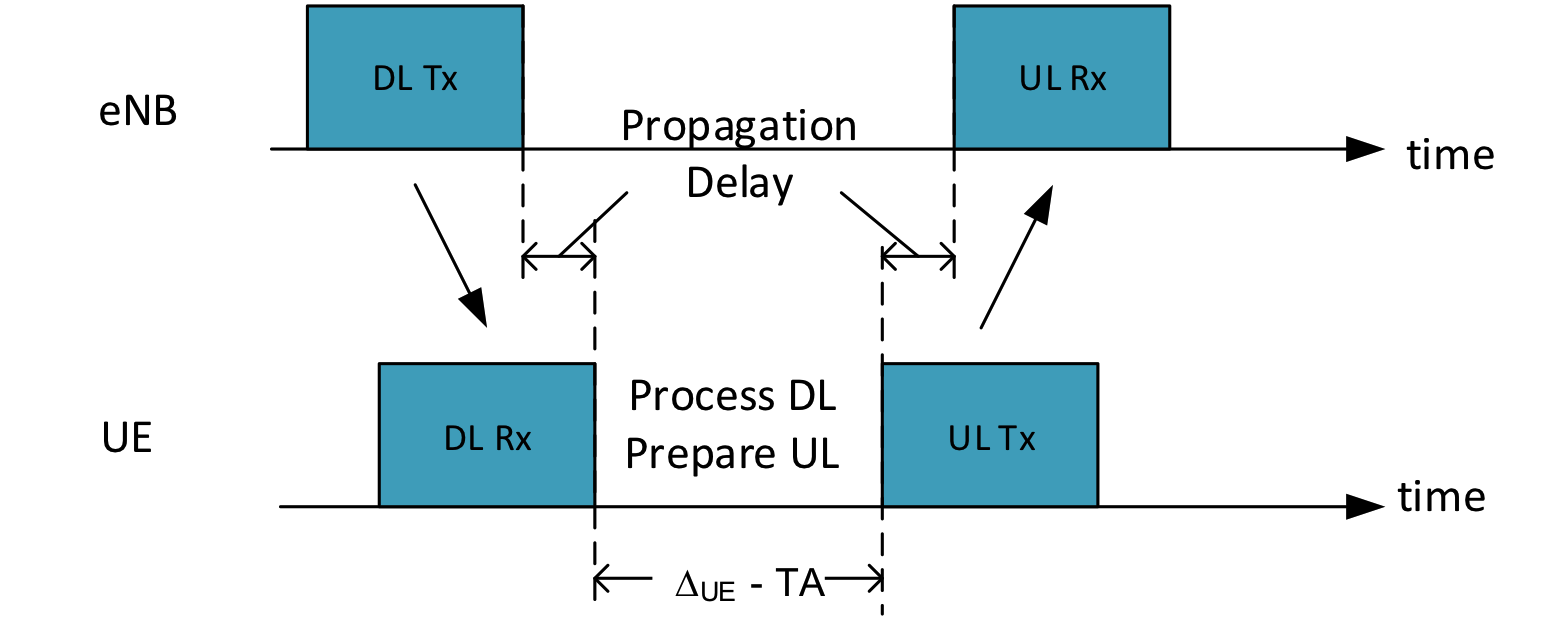 DL Tx
UL Rx
eNB
Propagation
Delay
time
Process DL
Prepare UL
DL Rx
UL Tx
UE
time
ΔUE - TA